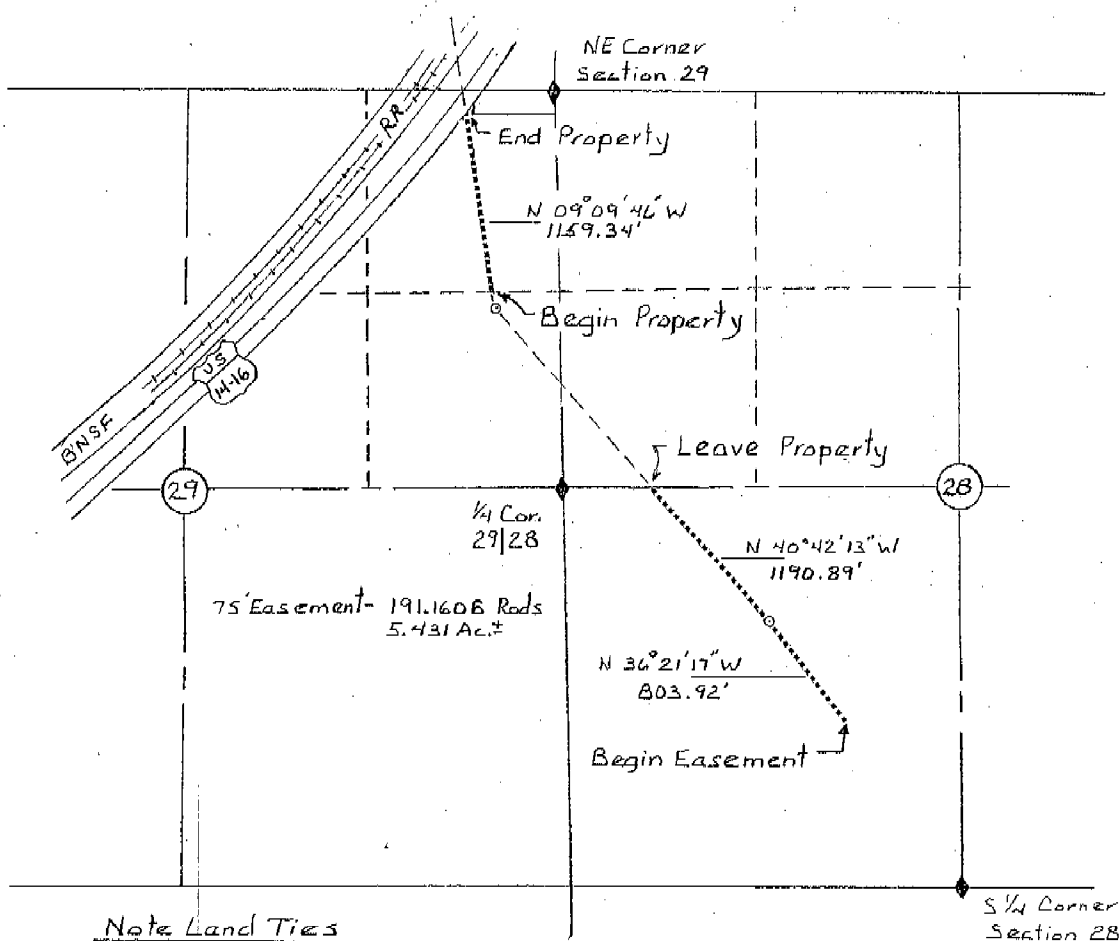 NE Corner
Section 29
RR
End Property
N 09°09'46" W
1159.34'
Begin Property
US
14-16
BNSF
Leave Property
29
28
1/4 Cor.
29|28
N 40°42'13" W
1190.89'
75' Easement- 191.1606 Rods
5.431 Ac.±
N 36°21'17" W
803.92'
Begin Easement
S 1/4 Corner
Section 28
Note Land Ties